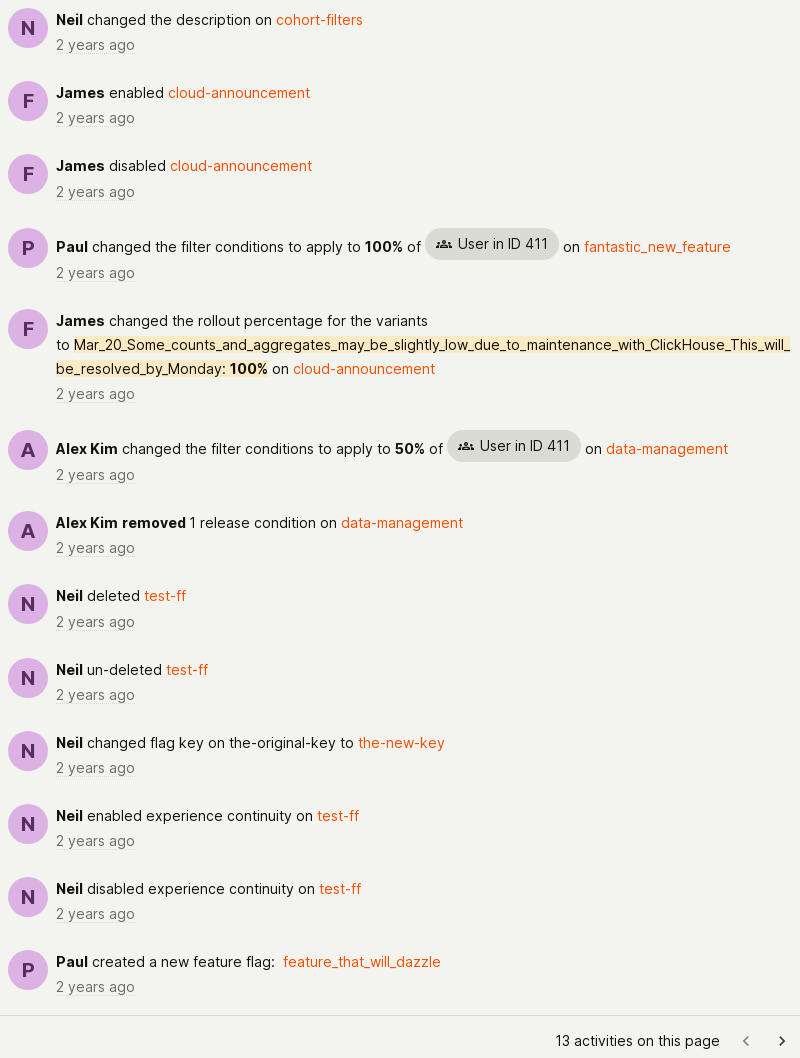 N
Neil changed the description on cohort-filters
2 years ago
F
James enabled cloud-announcement
2 years ago
F
James disabled cloud-announcement
2 years ago
P
Paul changed the filter conditions to apply to 100% of User in ID 411 on fantastic_new_feature
2 years ago
F
James changed the rollout percentage for the variants
to Mar_20_Some_counts_and_aggregates_may_be_slightly_low_due_to_maintenance_with_ClickHouse_This_will_
be_resolved_by_Monday: 100% on cloud-announcement
2 years ago
A
Alex Kim changed the filter conditions to apply to 50% of User in ID 411 on data-management
2 years ago
A
Alex Kim removed 1 release condition on data-management
2 years ago
N
Neil deleted test-ff
2 years ago
N
Neil un-deleted test-ff
2 years ago
N
Neil changed flag key on the-original-key to the-new-key
2 years ago
N
Neil enabled experience continuity on test-ff
2 years ago
N
Neil disabled experience continuity on test-ff
2 years ago
P
Paul created a new feature flag: feature_that_will_dazzle
2 years ago
13 activities on this page